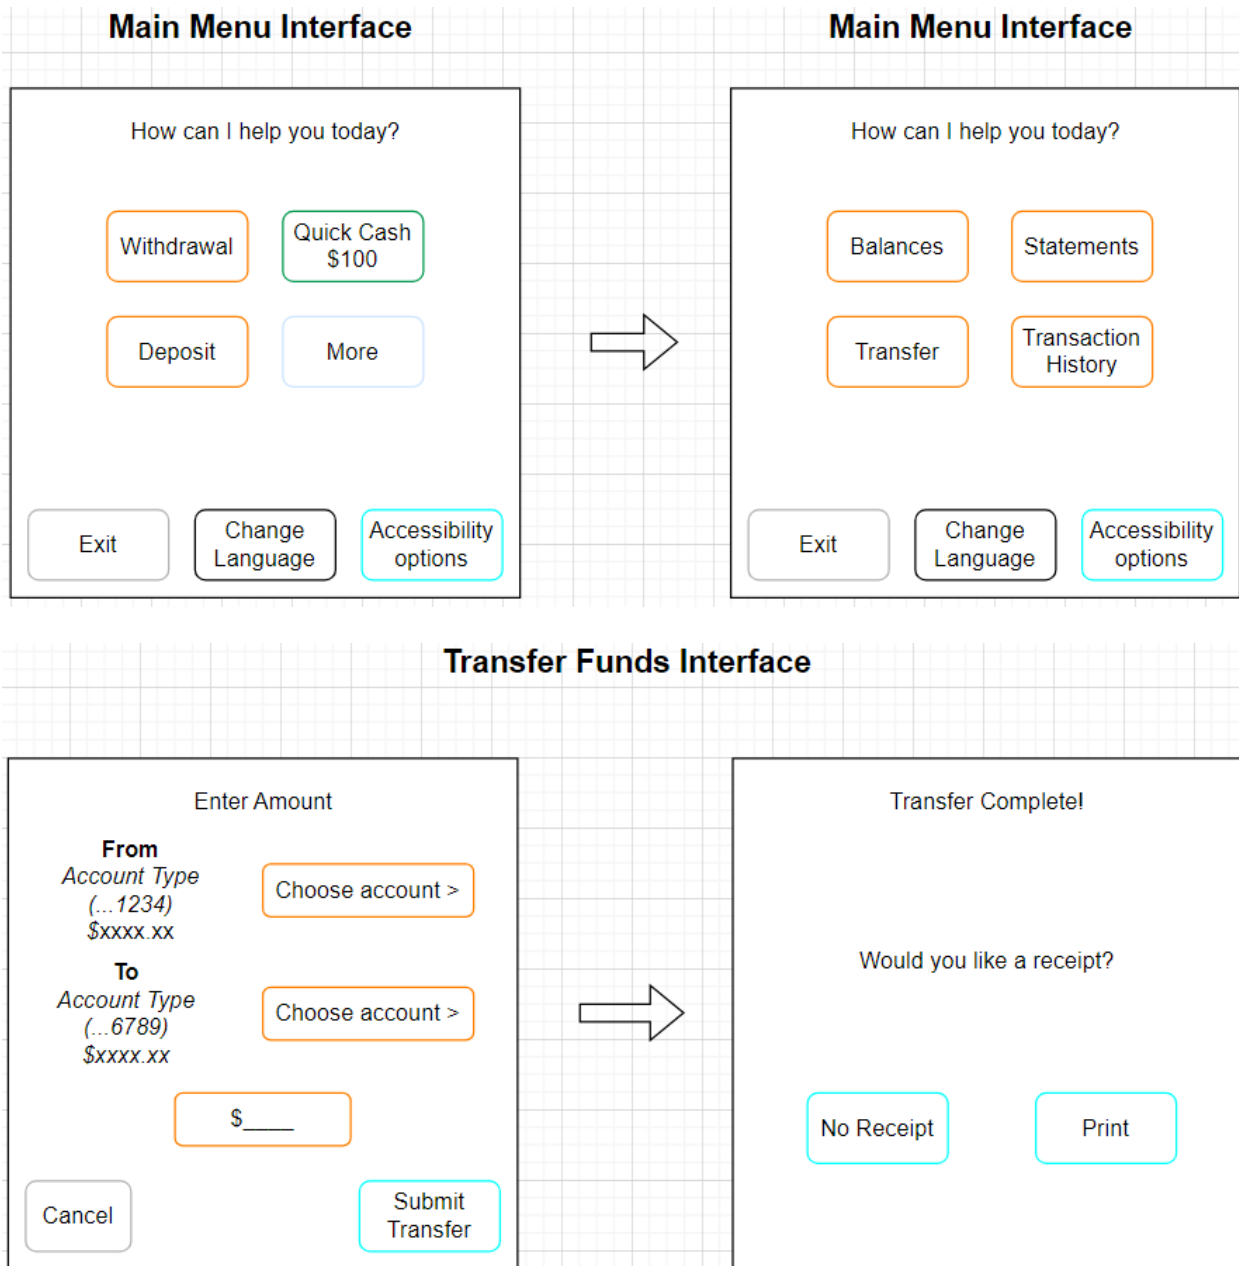 Main Menu Interface
How can I help you today?
Withdrawal
Quick Cash
$100
Deposit
More
Exit
Change
Language
Accessibility
options
Main Menu Interface
How can I help you today?
Balances
Statements
Transfer
Transaction
History
Exit
Change
Language
Accessibility
options
Transfer Funds Interface
Enter Amount
From
Account Type
(...1234)
$xxxx.xx
Choose account >
To
Account Type
(...6789)
$xxxx.xx
Choose account >
$____
Cancel
Submit
Transfer
Transfer Complete!
Would you like a receipt?
No Receipt
Print